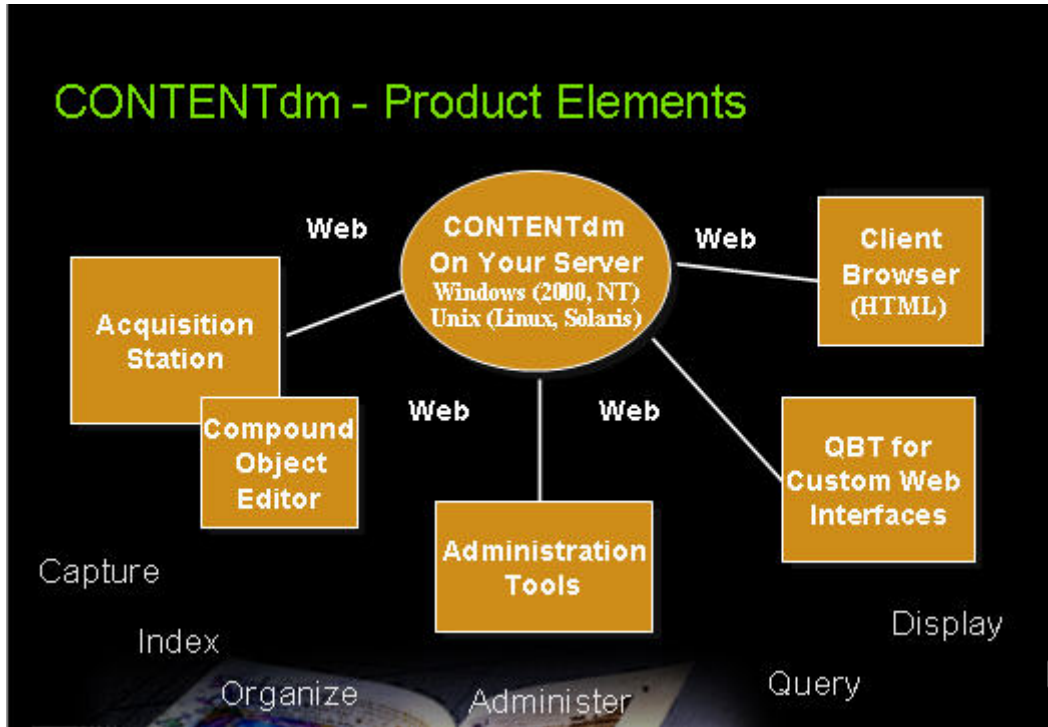 CONTENTdm - Product Elements
Web
CONTENTdm
On Your Server
Windows (2000, NT)
Unix (Linux, Solaris)
Web
Client
Browser
(HTML)
Acquisition
Station
Compound
Object
Editor
Web
Web
QBT for
Custom Web
Interfaces
Administration
Tools
Capture
Index
Organize
Administer
Query
Display